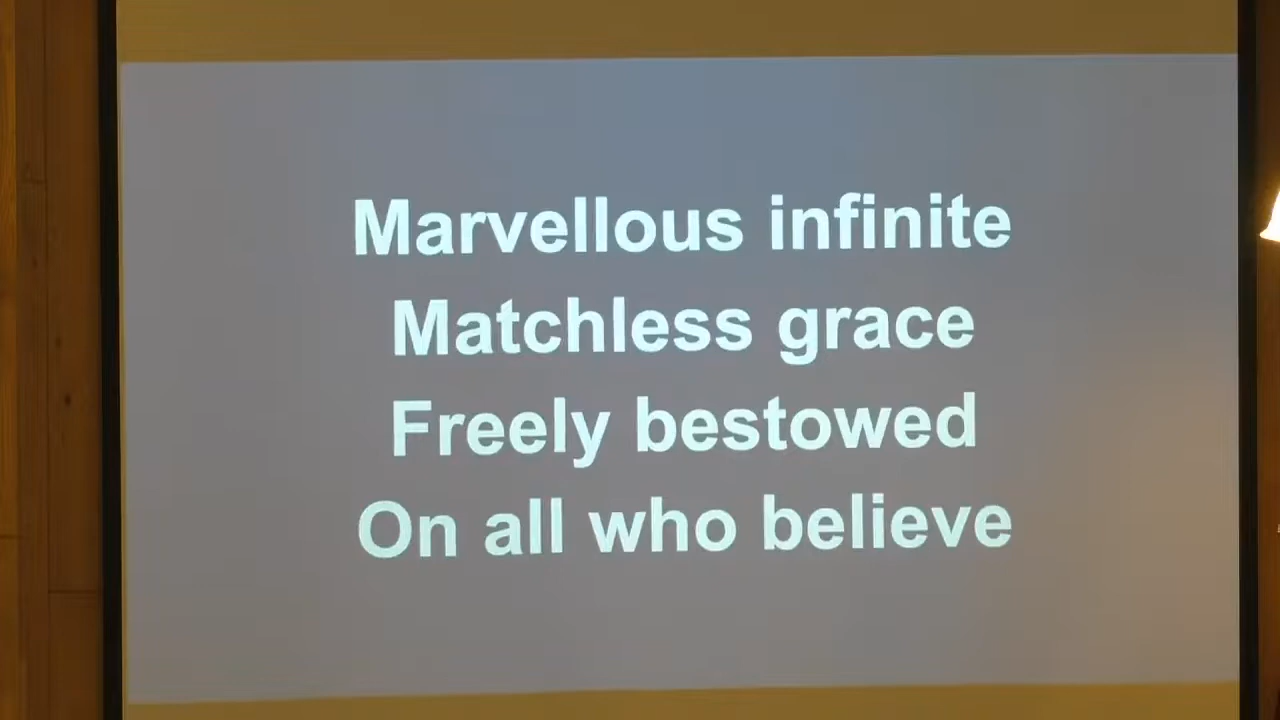 Marvellous infinite
Matchless grace
Freely bestowed
On all who believe